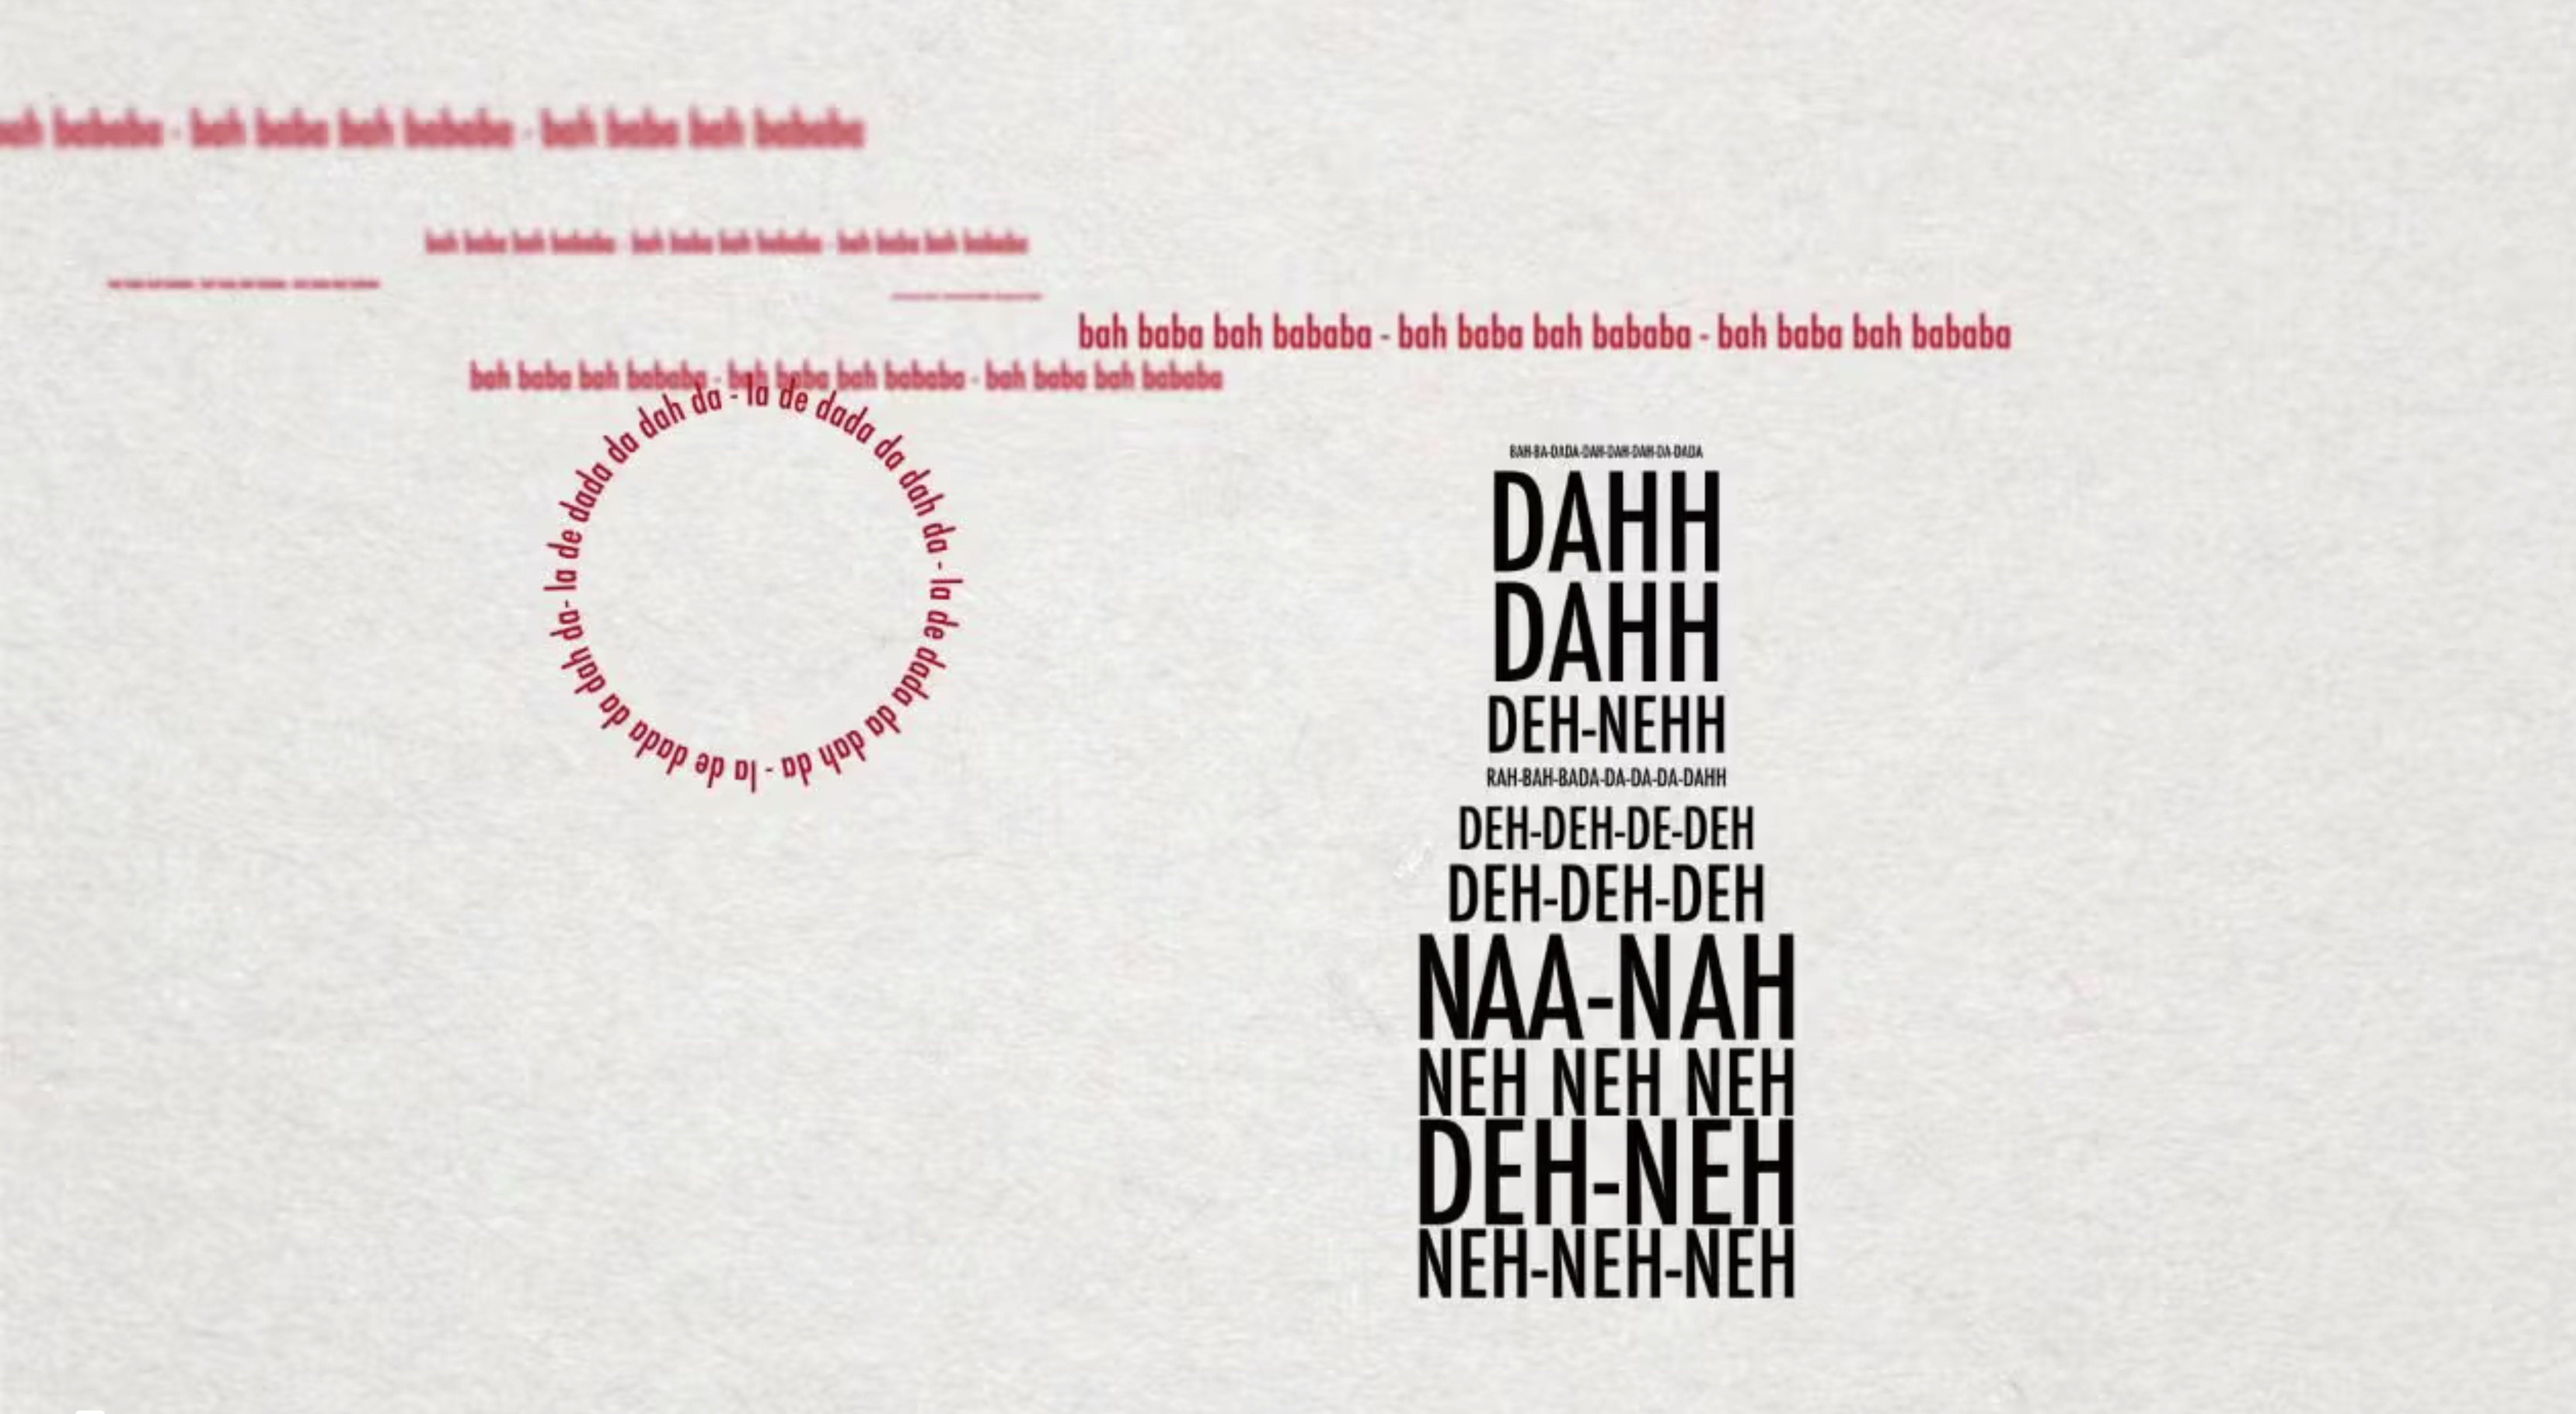 bah bababa - bah baba bah bababa - bah baba bah bababa
bah baba bah bababa - bah baba bah bababa - bah baba bah bababa
bah baba bah bababa - bah baba bah bababa - bah baba bah bababa
bah baba bah bababa - bah baba bah bababa - bah baba bah bababa
la de dada da dah da - la de dada da dah da - la de dada da dah da - la de dada da dah da -
BAH-BA-DADA-DAH-DAH-DAH-DA-DADA
DAHH
DAHH
DEH-NEHH
RAH-BAH-BADA-DA-DA-DA-DAHH
DEH-DEH-DE-DEH
DEH-DEH-DEH
NAA-NAH
NEH NEH NEH
DEH-NEH
NEH-NEH-NEH